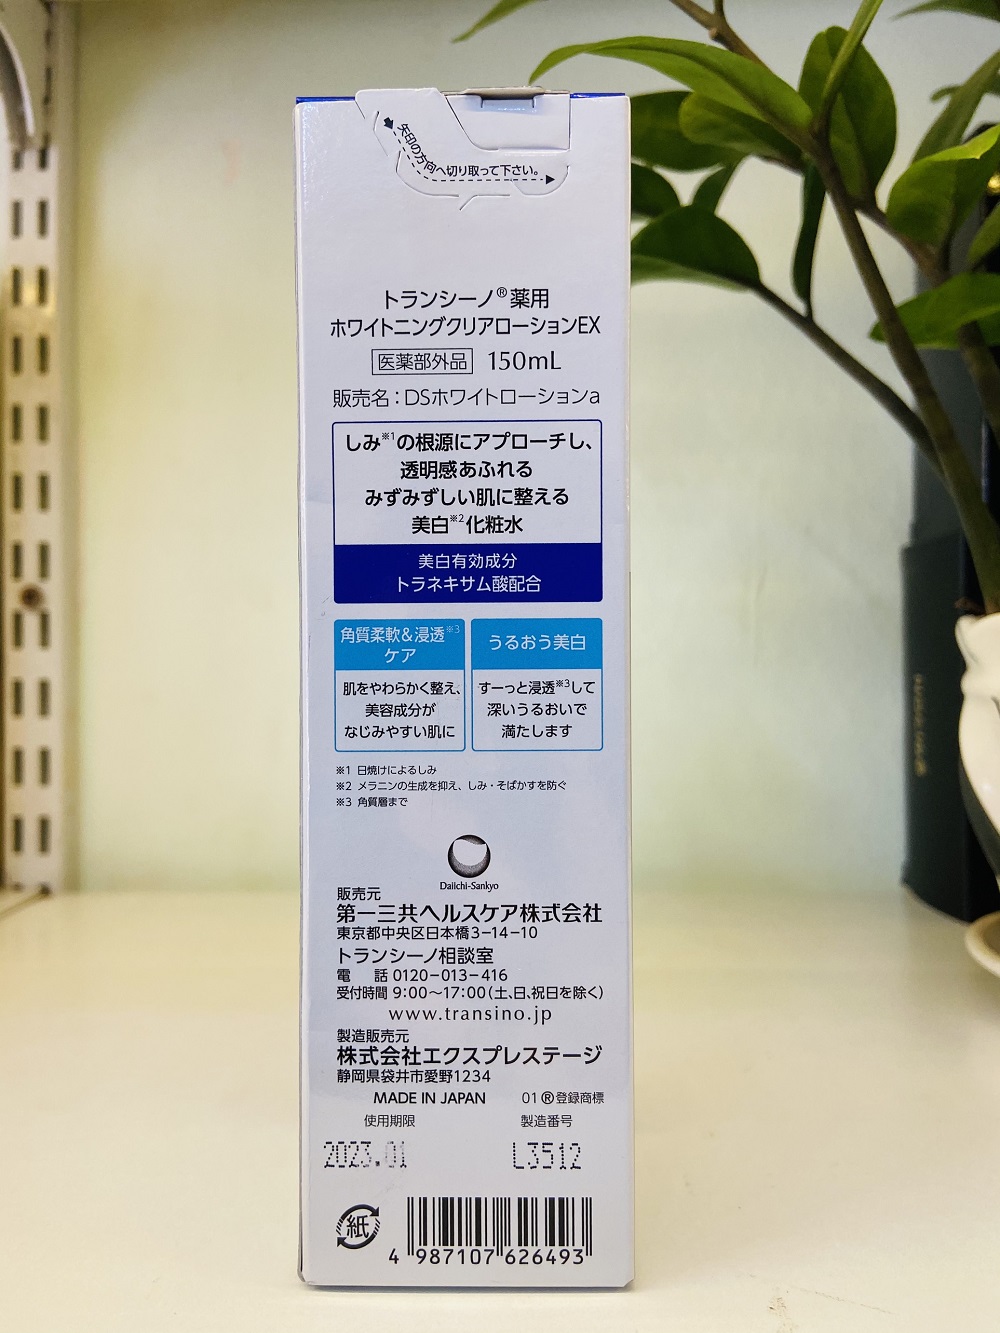 矢印の方向へ切り取って下さい。
トランシーノ®薬用
ホワイトニングクリアローションEX
医薬部外品 150mL
販売名：DSホワイトローションa
しみ※1の根源にアプローチし、
透明感あふれる
みずみずしい肌に整える
美白※2化粧水
美白有効成分
トラネキサム酸配合
角質柔軟&浸透※3
ケア
肌をやわらかく整え、
美容成分が
なじみやすい肌に
うるおう美白
すーっと浸透※3して
深いうるおいで
満たします
※1 日焼けによるしみ
※2 メラニンの生成を抑え、しみ・そばかすを防ぐ
※3 角質層まで
Daiichi-Sankyo
販売元
第一三共ヘルスケア株式会社
東京都中央区日本橋3-14-10
トランシーノ相談室
電 話 0120-013-416
受付時間 9:00〜17:00(土、日、祝日を除く)
www.transino.jp
製造販売元
株式会社エクスプレステージ
静岡県袋井市愛野1234
MADE IN JAPAN 01 ®登録商標
使用期限 製造番号
2023.01 L3512
紙
4 987107 626493